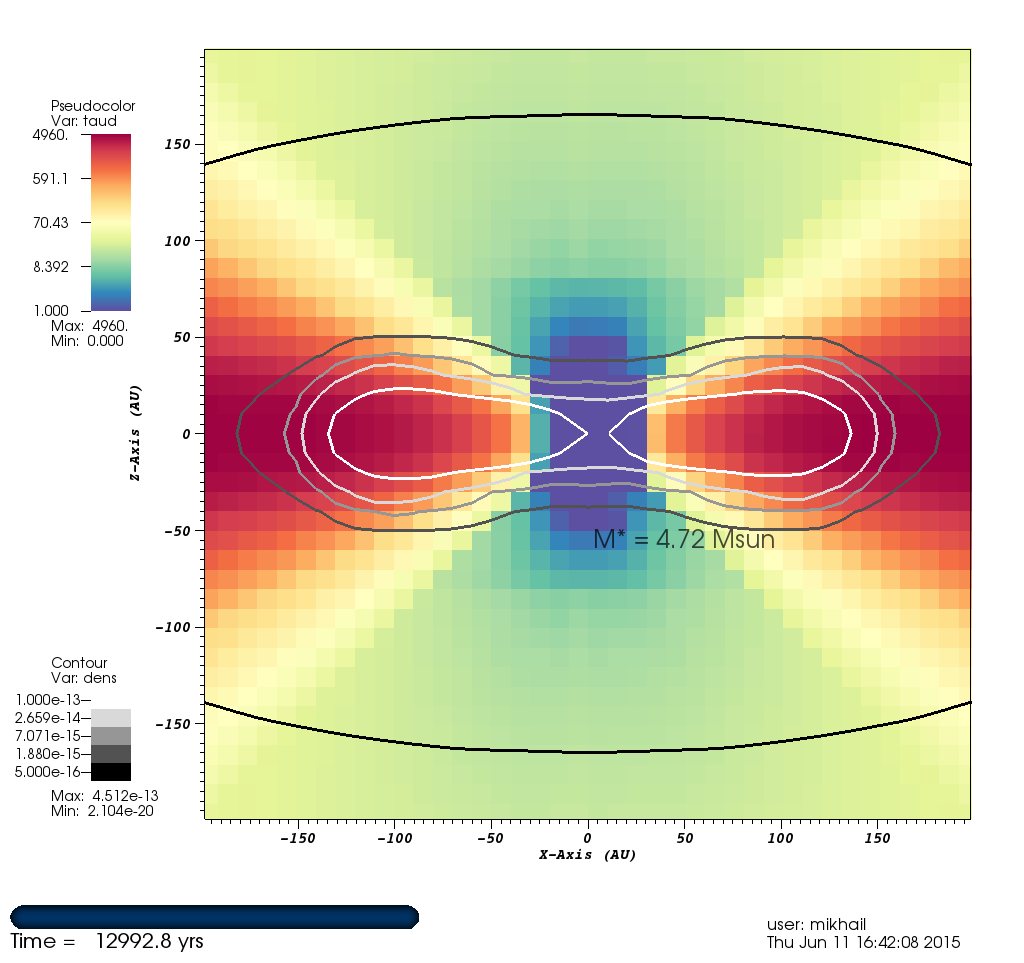 Pseudocolor
Var: taud
4960.
591.1
70.43
8.392
1.000
Max: 4960.
Min: 0.000
150
100
50
0
-50
-100
-150
Z-Axis (AU)
M* = 4.72 Msun
Contour
Var: dens
1.000e-13
2.659e-14
7.071e-15
1.880e-15
5.000e-16
Max: 4.512e-13
Min: 2.104e-20
-150 -100 -50 0 50 100 150
X-Axis (AU)
Time = 12992.8 yrs
user: mikhail
Thu Jun 11 16:42:08 2015